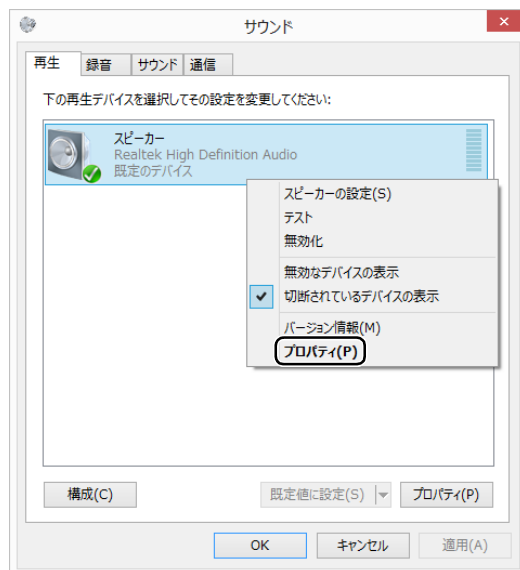 サウンド
再生 録音 サウンド 通信
下の再生デバイスを選択してその設定を変更してください:
スピーカー
Realtek High Definition Audio
既定のデバイス
スピーカーの設定(S)
テスト
無効化
無効なデバイスの表示
切断されているデバイスの表示
バージョン情報(M)
プロパティ(P)
構成(C) 既定値に設定(S) プロパティ(P)
OK キャンセル 適用(A)